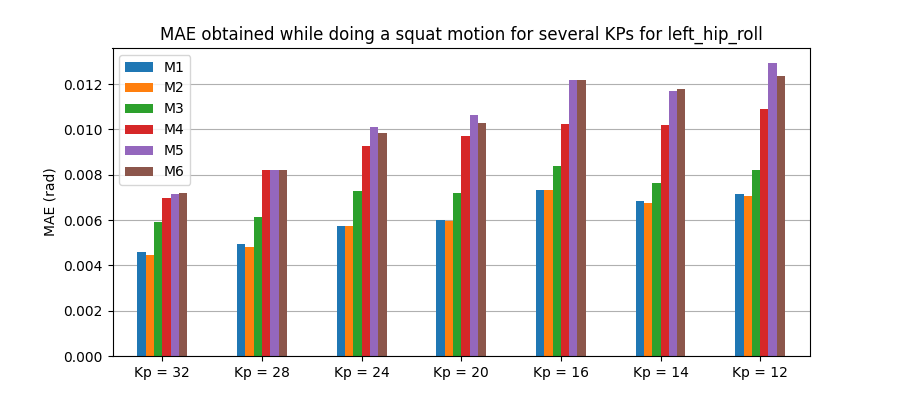 MAE obtained while doing a squat motion for several KPs for left_hip_roll
MAE (rad)
0.012
0.010
0.008
0.006
0.004
0.002
0.000
M1
M2
M3
M4
M5
M6
Kp = 32 Kp = 28 Kp = 24 Kp = 20 Kp = 16 Kp = 14 Kp = 12